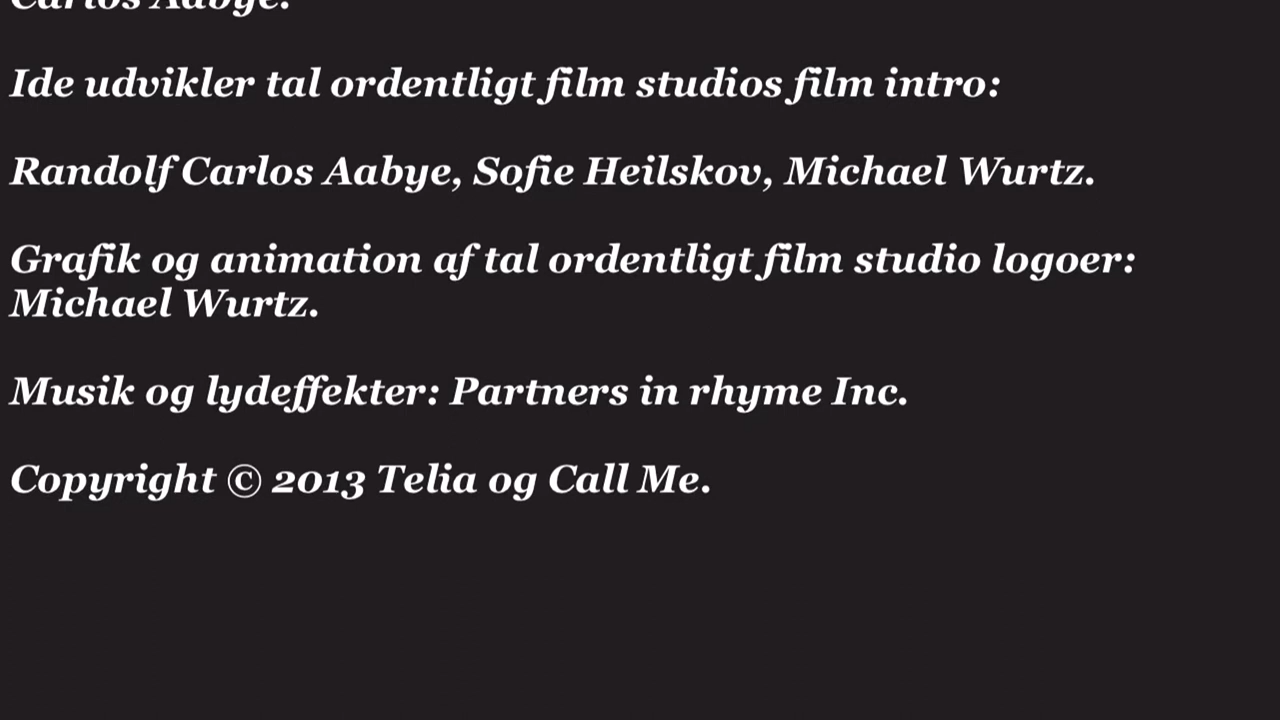 Carlos Aabye.
Ide udvikler tal ordentligt film studios film intro:
Randolf Carlos Aabye, Sofie Heilskov, Michael Wurtz.
Grafik og animation af tal ordentligt film studio logoer:
Michael Wurtz.
Musik og lydeffekter: Partners in rhyme Inc.
Copyright © 2013 Telia og Call Me.